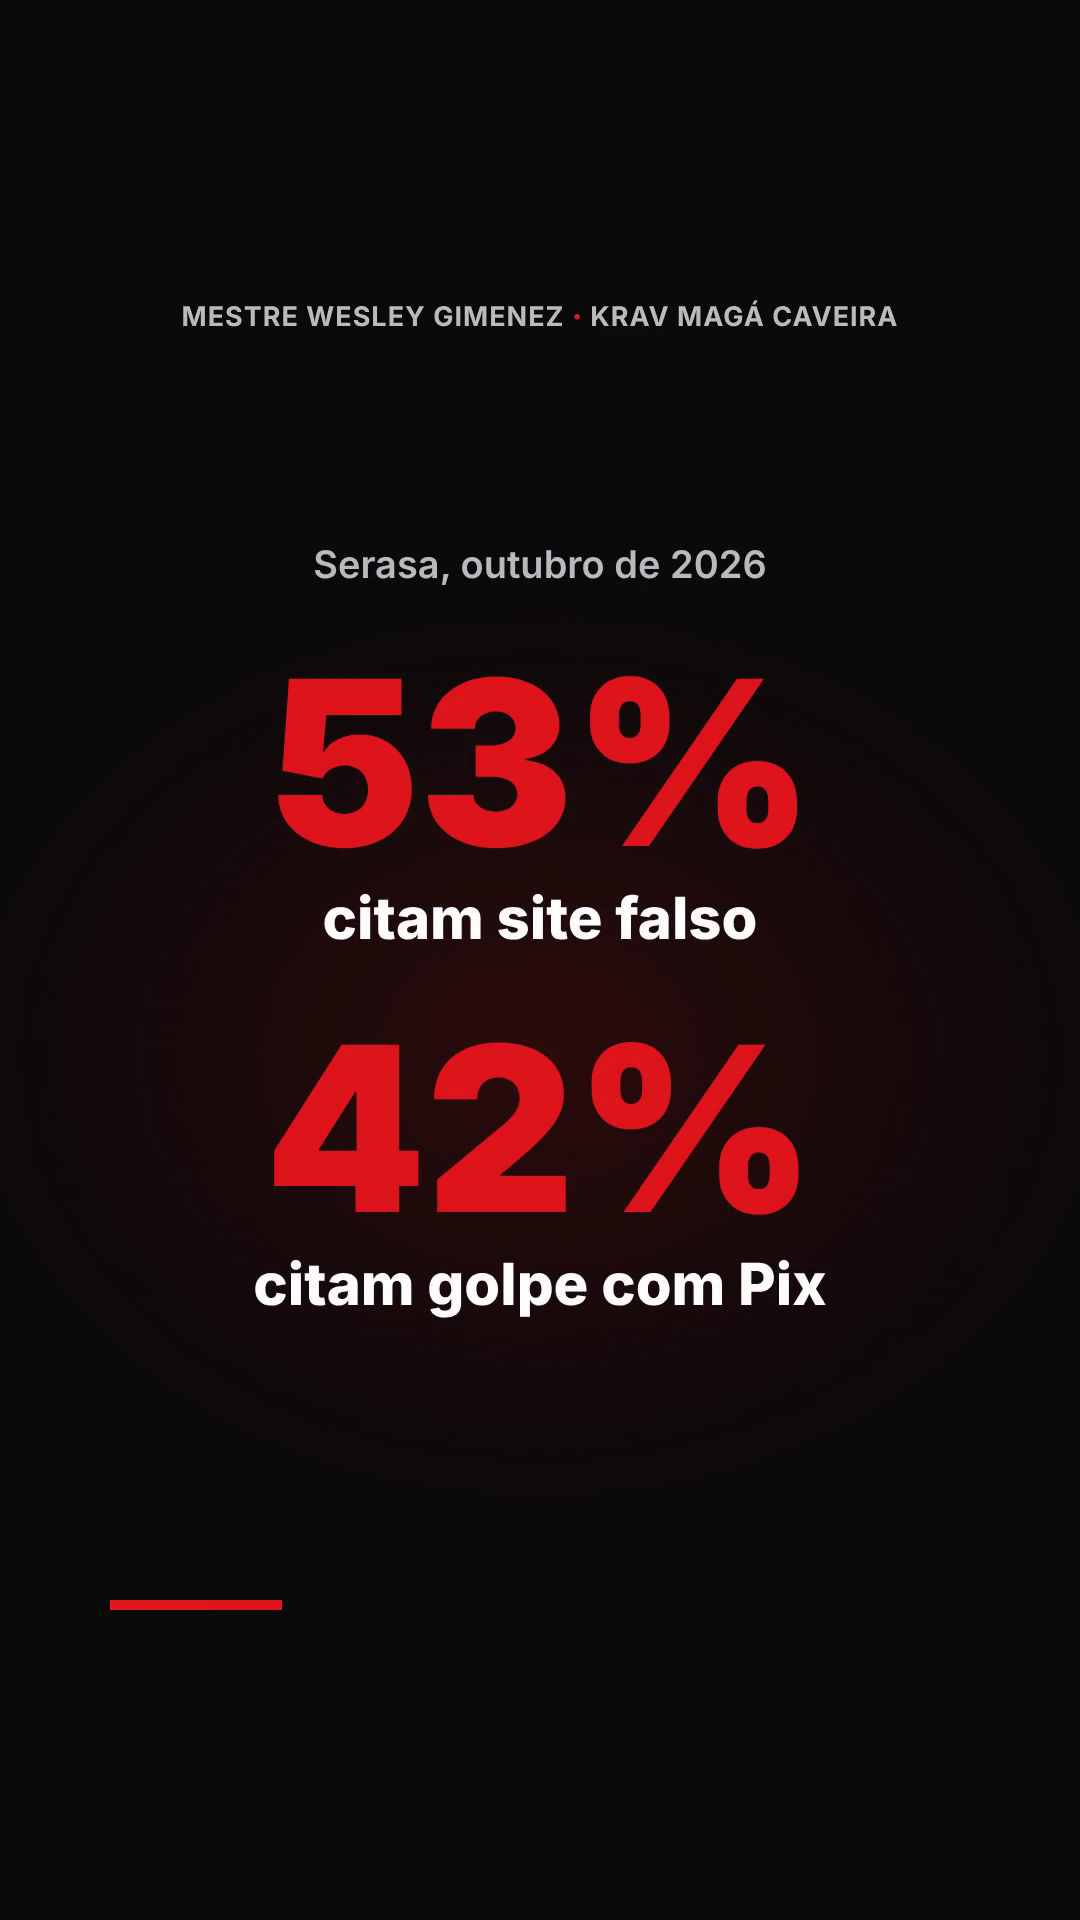 MESTRE WESLEY GIMENEZ · KRAV MAGÁ CAVEIRA
Serasa, outubro de 2026
53%
citam site falso
42%
citam golpe com Pix